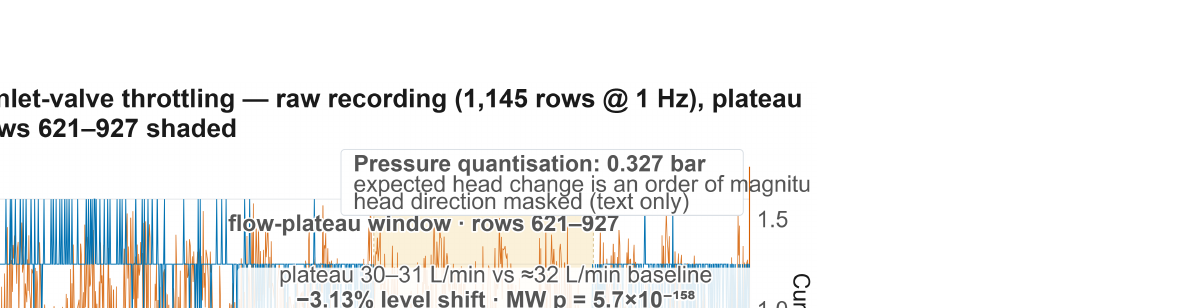 nlet-valve throttling — raw recording (1,145 rows @ 1 Hz), plateau
ws 621–927 shaded
Pressure quantisation: 0.327 bar
expected head change is an order of magnitu
head direction masked (text only)
1.5
flow-plateau window · rows 621–927
plateau 30–31 L/min vs ≈32 L/min baseline
−3.13% level shift · MW p = 5.7×10⁻¹⁵⁸